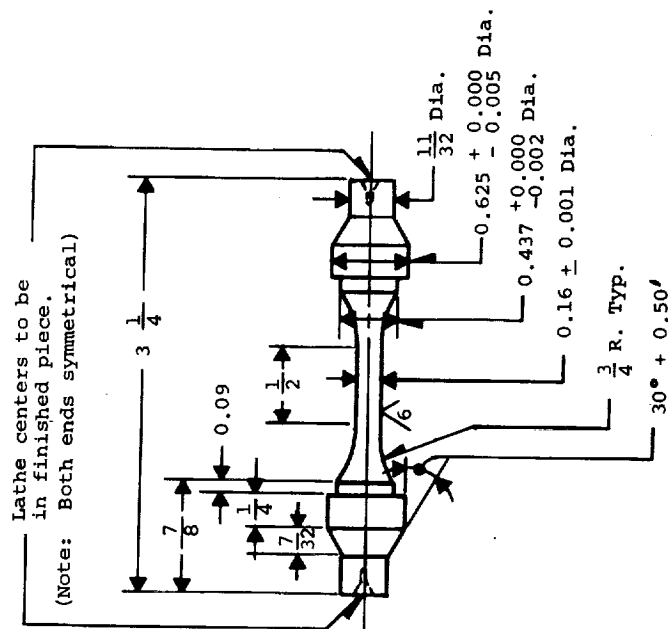 Lathe centers to be
in finished piece.
(Note: Both ends symmetrical)
3 1/4
7/8
0.09
1/4
7/32
1/2
6
11/32 Dia.
0.625 + 0.000 - 0.005 Dia.
0.437 +0.000 -0.002 Dia.
0.16 ± 0.001 Dia.
3/4 R. Typ.
30° + 0.50'